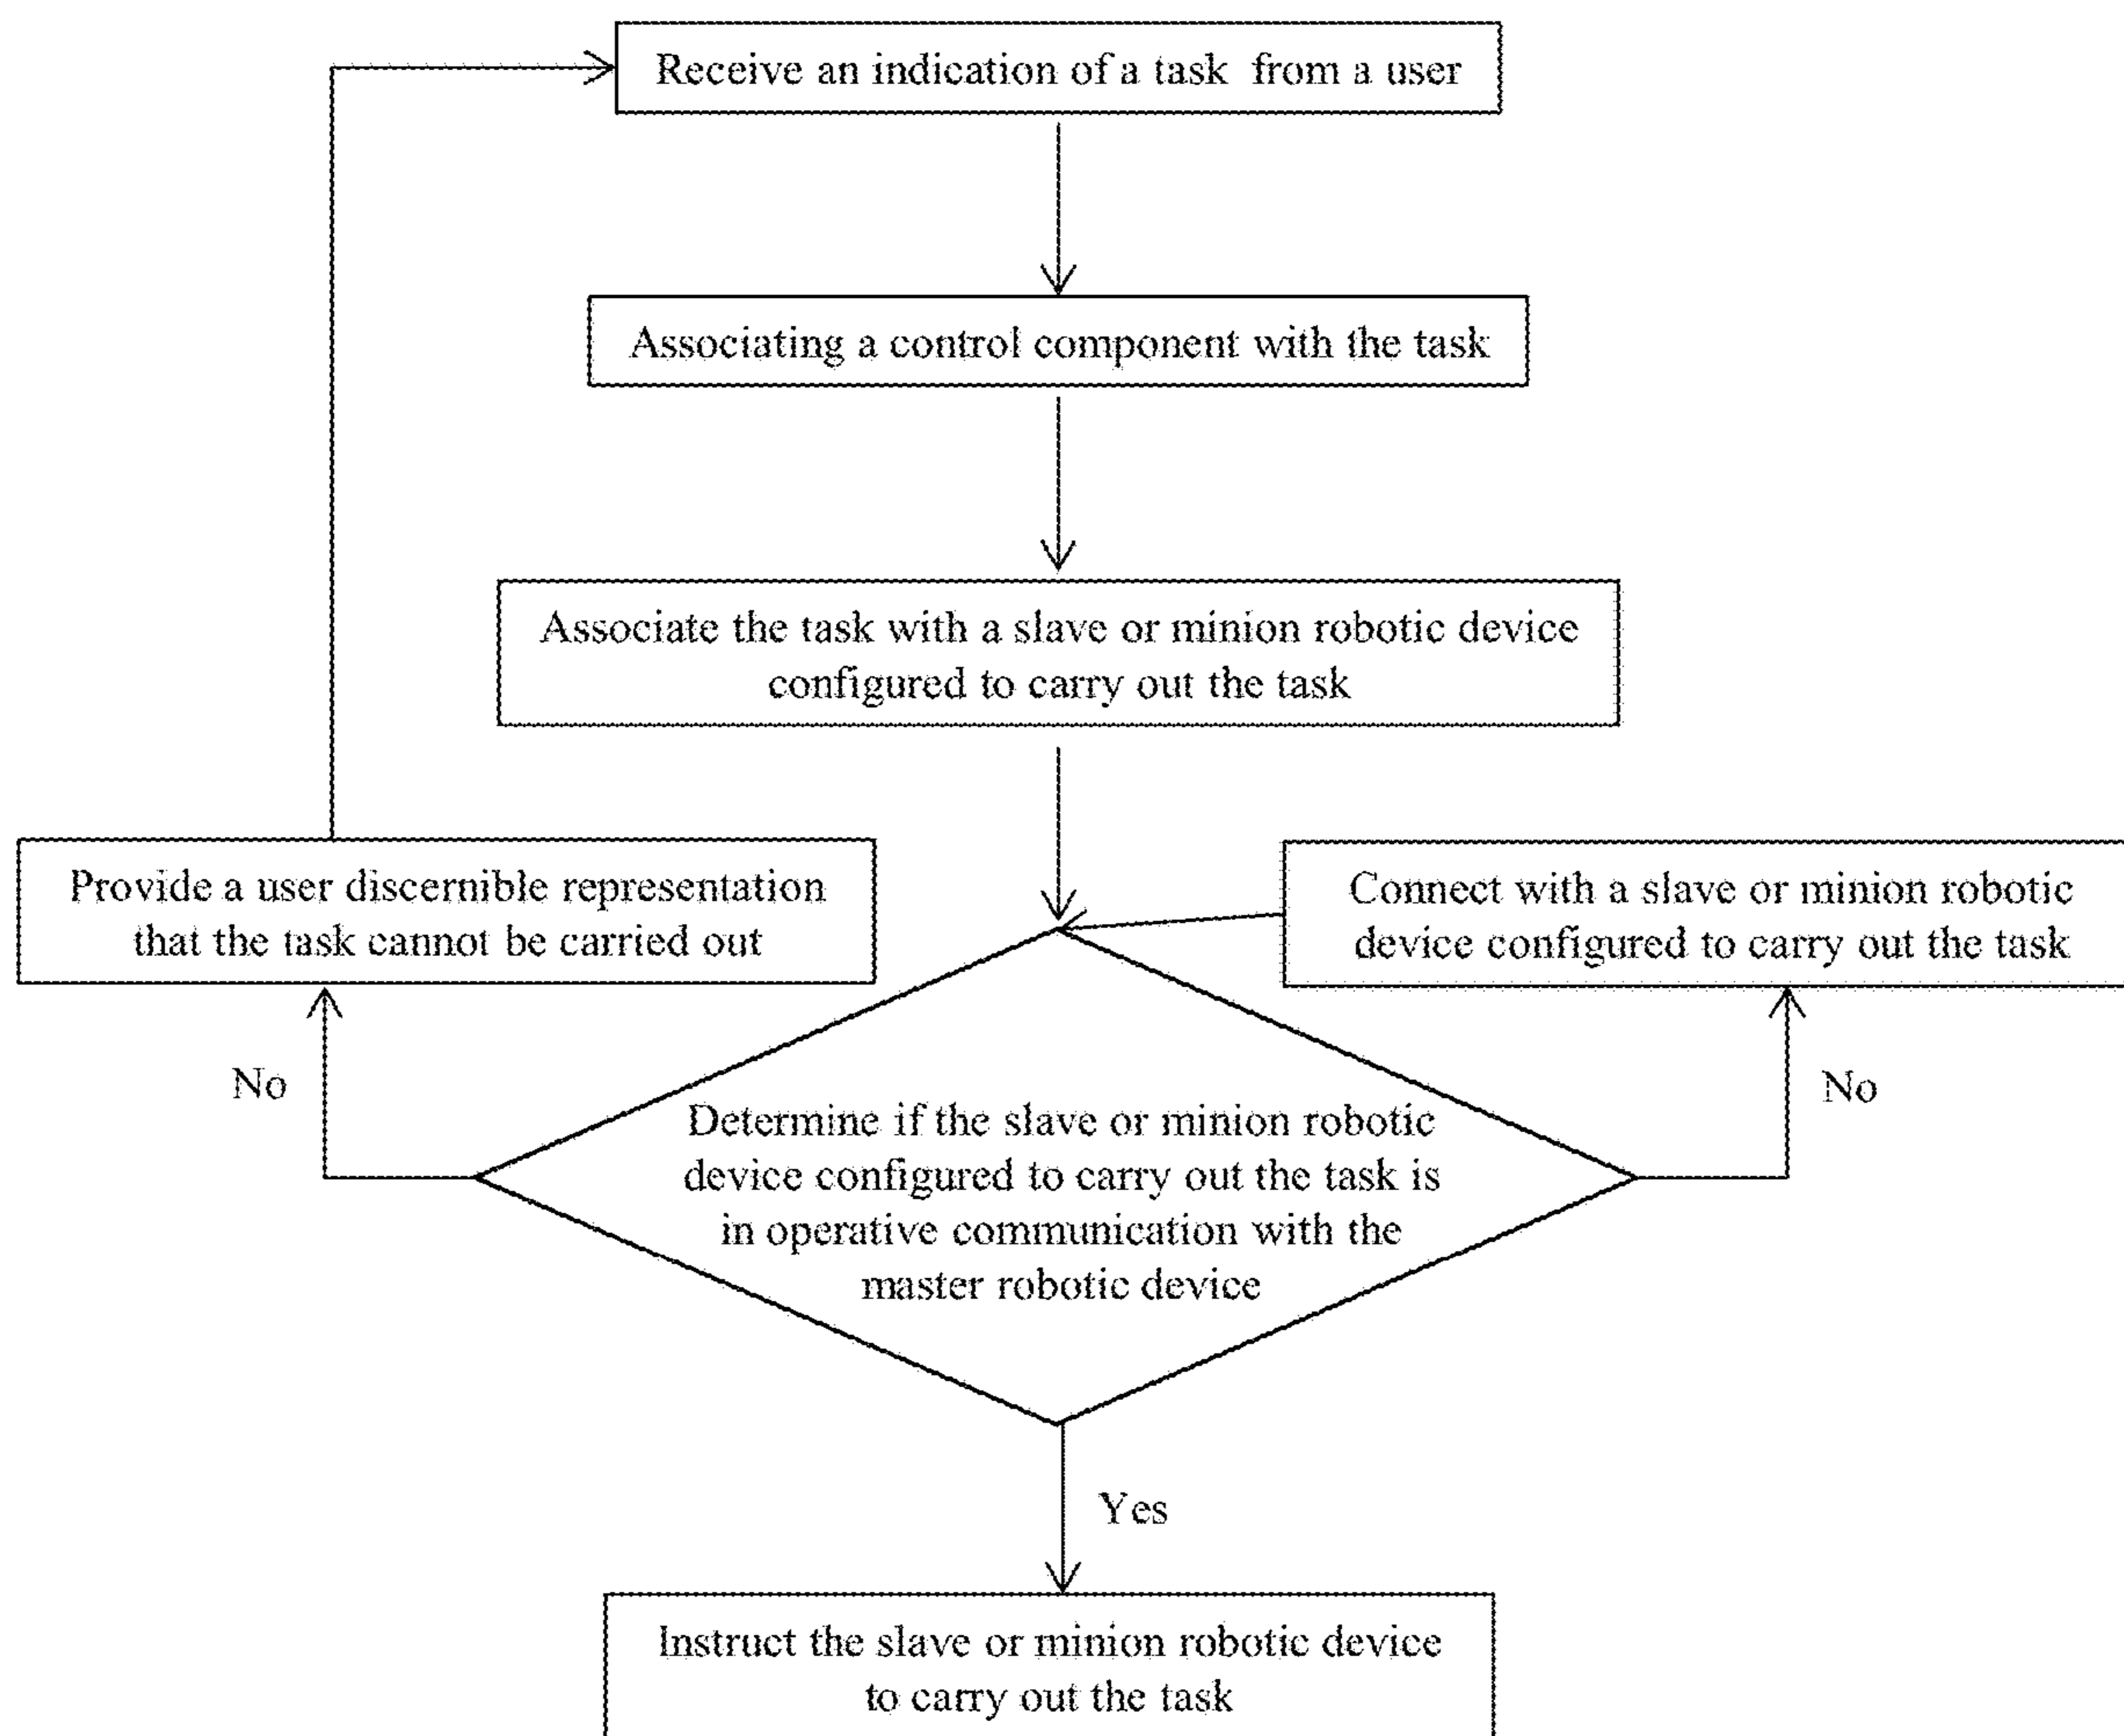 Receive an indication of a task from a user
Associating a control component with the task
Associate the task with a slave or minion robotic device
configured to carry out the task
Provide a user discernible representation
that the task cannot be carried out
Connect with a slave or minion robotic
device configured to carry out the task
No
No
Determine if the slave or minion robotic
device configured to carry out the task is
in operative communication with the
master robotic device
Yes
Instruct the slave or minion robotic device
to carry out the task